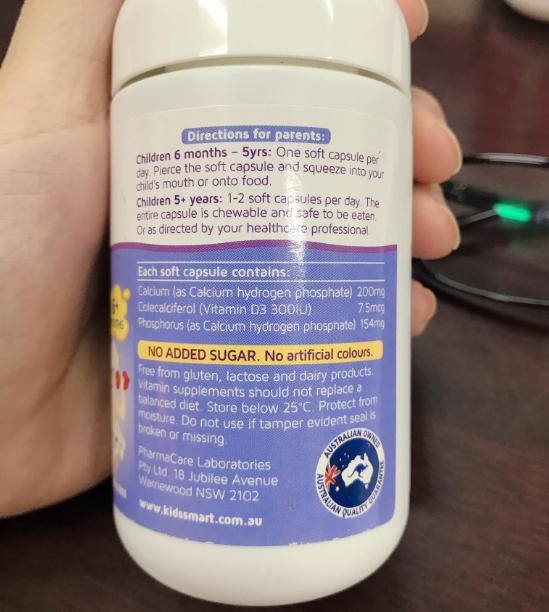 Directions for parents:
Children 6 months – 5yrs: One soft capsule per
day. Pierce the soft capsule and squeeze into your
child's mouth or onto food.
Children 5+ years: 1-2 soft capsules per day. The
entire capsule is chewable and safe to be eaten.
Or as directed by your healthcare professional
Each soft capsule contains:
Calcium (as Calcium hydrogen phosphate) 200mg
Colecalciferol (Vitamin D3 300IU) 7.5mcg
Phosphorus (as Calcium hydrogen phosphate) 154mg
NO ADDED SUGAR. No artificial colours.
Free from gluten, lactose and dairy products.
Vitamin supplements should not replace a
balanced diet. Store below 25°C. Protect from
moisture. Do not use if tamper evident seal is
broken or missing.
PharmaCare Laboratories
Pty Ltd. 18 Jubilee Avenue
Warriewood NSW 2102
www.kidssmart.com.au
AUSTRALIAN OWNED
AUSTRALIAN QUALITY GUARANTEE